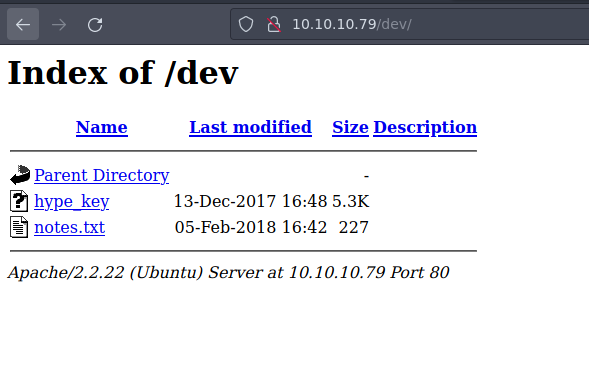 10.10.10.79/dev/
Index of /dev
Name Last modified Size Description
Parent Directory -
hype_key 13-Dec-2017 16:48 5.3K
notes.txt 05-Feb-2018 16:42 227
Apache/2.2.22 (Ubuntu) Server at 10.10.10.79 Port 80